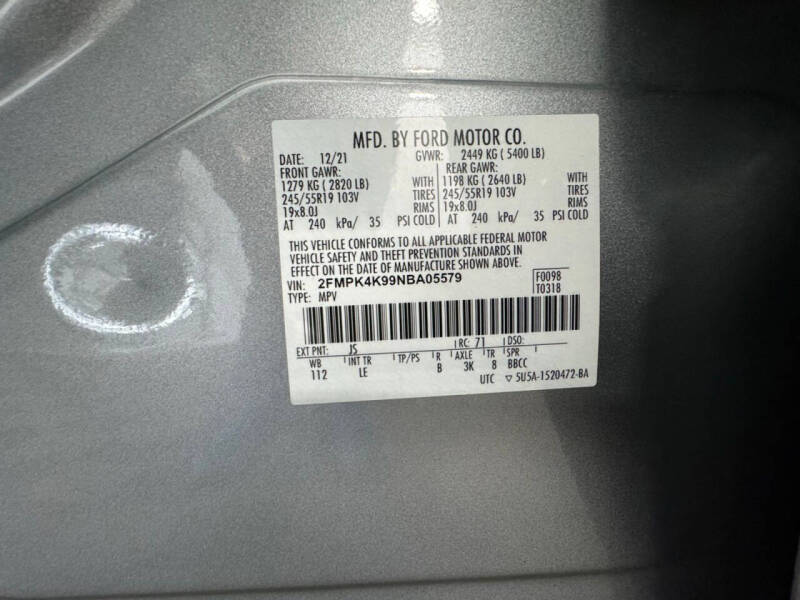 MFD. BY FORD MOTOR CO.
DATE: 12/21 GVWR: 2449 KG ( 5400 LB)
FRONT GAWR: REAR GAWR:
1279 KG ( 2820 LB) WITH 1198 KG ( 2640 LB) WITH
245/55R19 103V TIRES 245/55R19 103V TIRES
19x8.0J RIMS 19x8.0J RIMS
AT 240 kPa/ 35 PSI COLD AT 240 kPa/ 35 PSI COLD
THIS VEHICLE CONFORMS TO ALL APPLICABLE FEDERAL MOTOR
VEHICLE SAFETY AND THEFT PREVENTION STANDARDS IN
EFFECT ON THE DATE OF MANUFACTURE SHOWN ABOVE.
VIN: 2FMPK4K99NBA05579 F0098
TYPE: MPV T0318
EXT PNT: JS RC: 71 DSO:
WB INT TR TP/PS R AXLE TR SPR
112 LE B 3K 8 BBCC
UTC ▽ 5U5A-1520472-BA